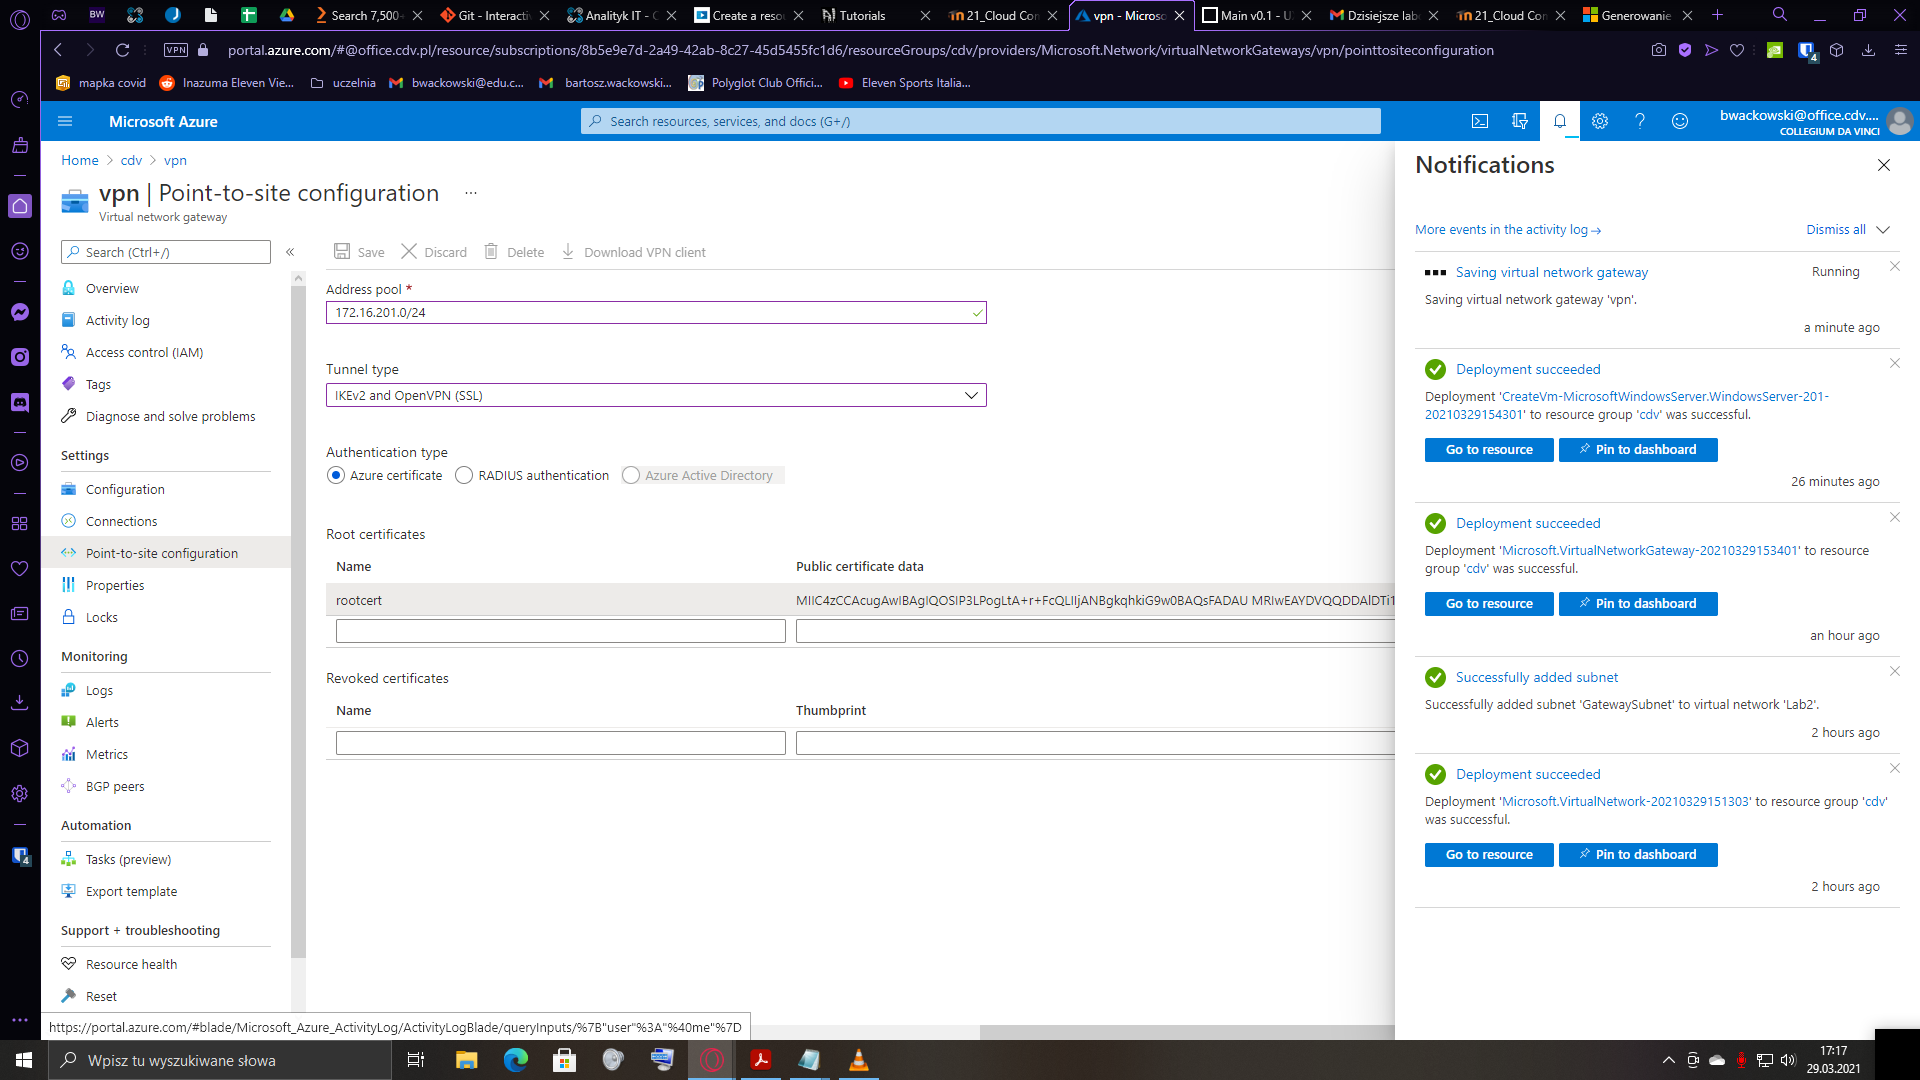 BW
Search 7,500+
Git - Interactiv
Analityk IT - C
Create a resou
Tutorials
21_Cloud Con
vpn - Microso
Main v0.1 - U
Dzisiejsze lab
21_Cloud Con
Generowanie
VPN
portal.azure.com/#@office.cdv.pl/resource/subscriptions/8b5e9e7d-2a49-42ab-8c27-45d5455fc1d6/resourceGroups/cdv/providers/Microsoft.Network/virtualNetworkGateways/vpn/pointtositeconfiguration
4
mapka covid
Inazuma Eleven Vie...
uczelnia
bwackowski@edu.c...
bartosz.wackowski...
Polyglot Club Offici...
Eleven Sports Italia...
Microsoft Azure
Search resources, services, and docs (G+/)
bwackowski@office.cdv....
COLLEGIUM DA VINCI
Home > cdv > vpn
vpn | Point-to-site configuration ...
Virtual network gateway
Search (Ctrl+/)
«
Overview
Activity log
Access control (IAM)
Tags
Diagnose and solve problems
Settings
Configuration
Connections
Point-to-site configuration
Properties
Locks
Monitoring
Logs
Alerts
Metrics
BGP peers
Automation
Tasks (preview)
Export template
Support + troubleshooting
Resource health
Reset
Save
Discard
Delete
Download VPN client
Address pool *
172.16.201.0/24
Tunnel type
IKEv2 and OpenVPN (SSL)
Authentication type
Azure certificate
RADIUS authentication
Azure Active Directory
Root certificates
Name
Public certificate data
rootcert
MIIC4zCCAcugAwIBAgIQOSIP3LPogLtA+r+FcQLIIjANBgkqhkiG9w0BAQsFADAU MRIwEAYDVQQDDAlDTi1
Revoked certificates
Name
Thumbprint
Notifications
More events in the activity log →
Dismiss all
Saving virtual network gateway
Running
Saving virtual network gateway 'vpn'.
a minute ago
Deployment succeeded
Deployment 'CreateVm-MicrosoftWindowsServer.WindowsServer-201-
20210329154301' to resource group 'cdv' was successful.
Go to resource
Pin to dashboard
26 minutes ago
Deployment succeeded
Deployment 'Microsoft.VirtualNetworkGateway-20210329153401' to resource
group 'cdv' was successful.
Go to resource
Pin to dashboard
an hour ago
Successfully added subnet
Successfully added subnet 'GatewaySubnet' to virtual network 'Lab2'.
2 hours ago
Deployment succeeded
Deployment 'Microsoft.VirtualNetwork-20210329151303' to resource group 'cdv'
was successful.
Go to resource
Pin to dashboard
2 hours ago
4
https://portal.azure.com/#blade/Microsoft_Azure_ActivityLog/ActivityLogBlade/queryInputs/%7B"user"%3A"%40me"%7D
Wpisz tu wyszukiwane słowa
17:17
29.03.2021